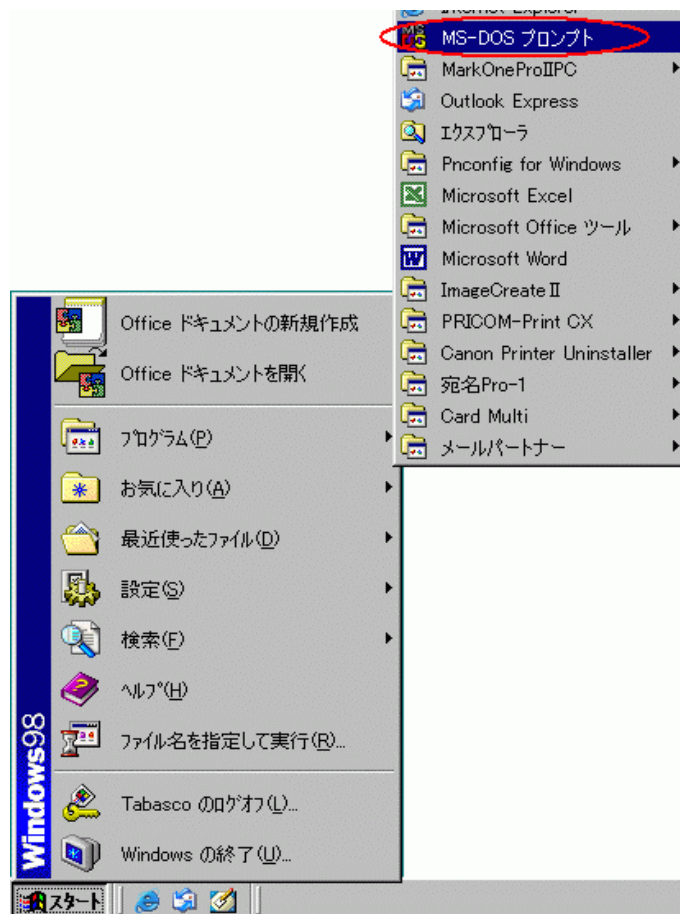 Internet Explorer
MS-DOS プロンプト
MarkOneProⅡPC
Outlook Express
ｴｸｽﾌﾟﾛｰﾗ
Pnconfig for Windows
Microsoft Excel
Microsoft Office ツール
Microsoft Word
ImageCreate Ⅱ
PRICOM-Print CX
Canon Printer Uninstaller
宛名Pro-1
Card Multi
メールパートナー
Office ドキュメントの新規作成
Office ドキュメントを開く
ﾌﾟﾛｸﾞﾗﾑ(P)
お気に入り(A)
最近使ったﾌｧｲﾙ(D)
設定(S)
検索(F)
ﾍﾙﾌﾟ(H)
ﾌｧｲﾙ名を指定して実行(R)...
Tabasco のﾛｸﾞｵﾌ(L)...
Windows の終了(U)...
Windows98
スタート